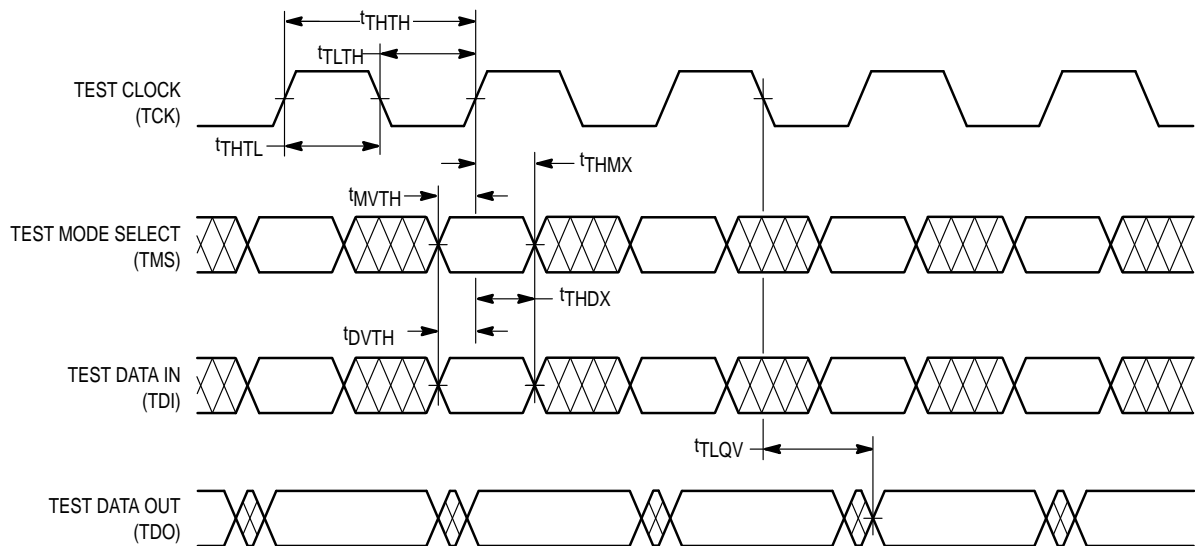 tTHTH
tTLTH
TEST CLOCK
(TCK)
tTHTL
tTHMX
tMVTH
TEST MODE SELECT
(TMS)
tTHDX
tDVTH
TEST DATA IN
(TDI)
tTLQV
TEST DATA OUT
(TDO)